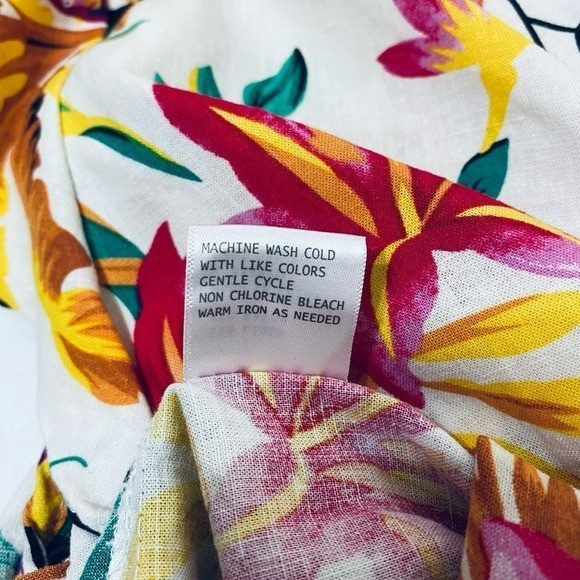 MACHINE WASH COLD
WITH LIKE COLORS
GENTLE CYCLE
NON CHLORINE BLEACH
WARM IRON AS NEEDED